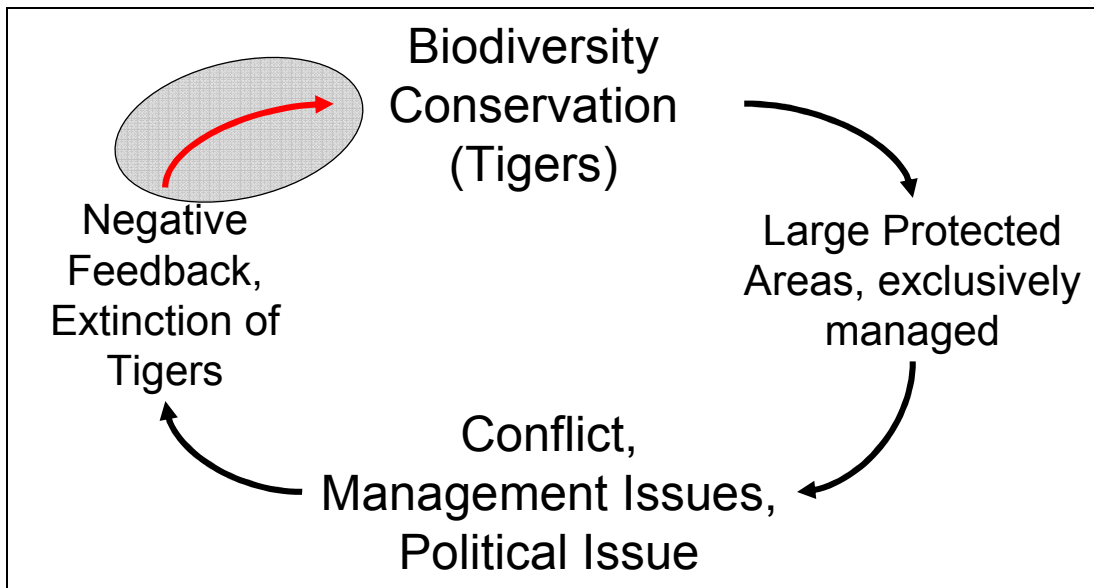 Biodiversity
Conservation
(Tigers)
Large Protected
Areas, exclusively
managed
Conflict,
Management Issues,
Political Issue
Negative
Feedback,
Extinction of
Tigers